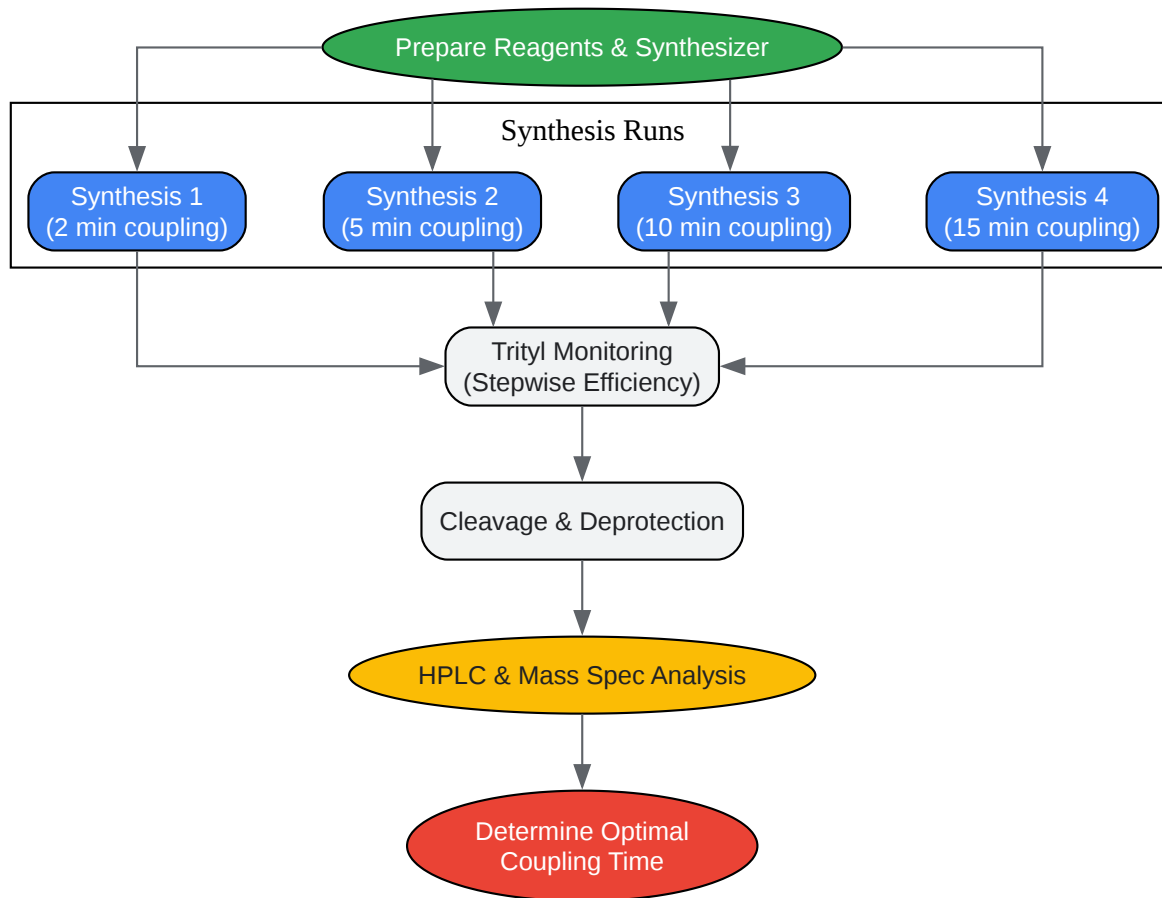 Prepare Reagents & Synthesizer
Synthesis Runs
Synthesis 1
(2 min coupling)
Synthesis 2
(5 min coupling)
Synthesis 3
(10 min coupling)
Synthesis 4
(15 min coupling)
Trityl Monitoring
(Stepwise Efficiency)
Cleavage & Deprotection
HPLC & Mass Spec Analysis
Determine Optimal
Coupling Time